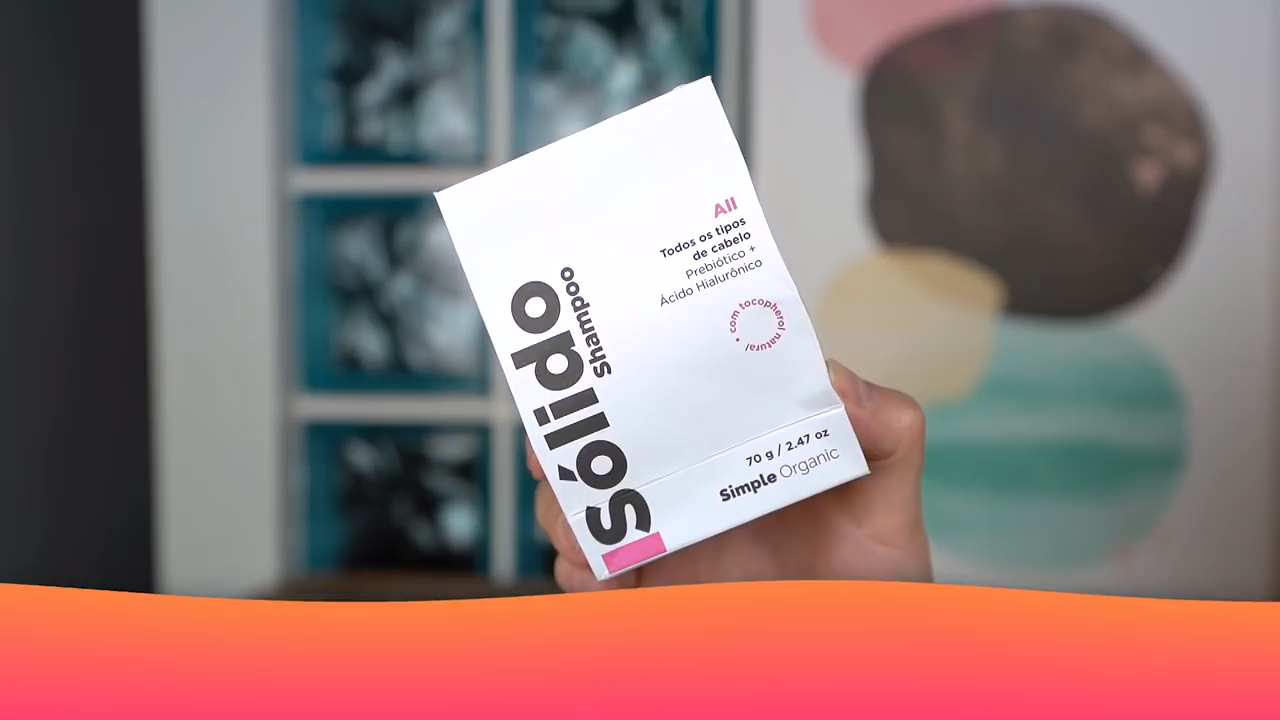 All
Todos os tipos
de cabelo
Prebiótico +
Ácido Hialurônico
• com tocopherol natural
Sólido
Shampoo
70 g / 2.47 oz
Simple Organic